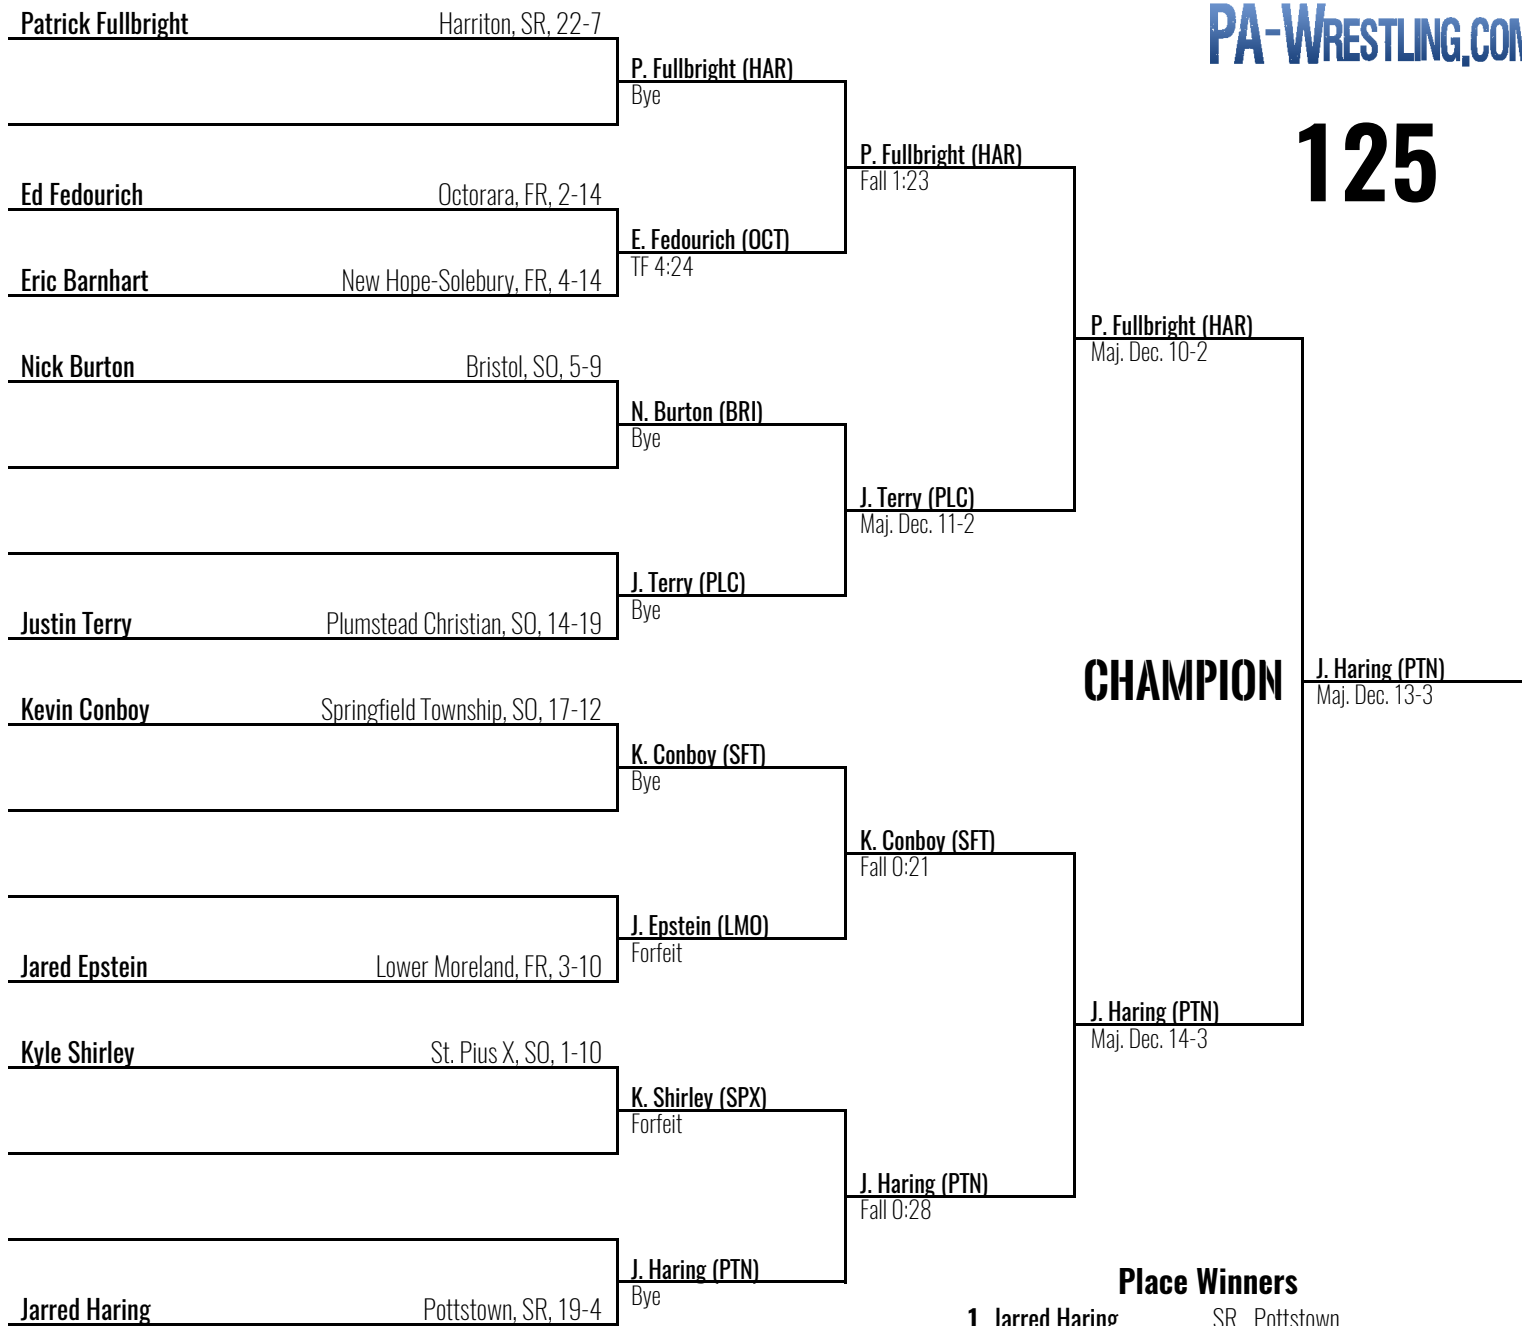 Patrick Fullbright Harriton, SR, 22-7
PA-WRESTLING.COM
P. Fullbright (HAR)
Bye
125
P. Fullbright (HAR)
Fall 1:23
Ed Fedourich Octorara, FR, 2-14
E. Fedourich (OCT)
TF 4:24
Eric Barnhart New Hope-Solebury, FR, 4-14
P. Fullbright (HAR)
Maj. Dec. 10-2
Nick Burton Bristol, SO, 5-9
N. Burton (BRI)
Bye
J. Terry (PLC)
Maj. Dec. 11-2
J. Terry (PLC)
Bye
Justin Terry Plumstead Christian, SO, 14-19
CHAMPION
J. Haring (PTN)
Maj. Dec. 13-3
Kevin Conboy Springfield Township, SO, 17-12
K. Conboy (SFT)
Bye
K. Conboy (SFT)
Fall 0:21
J. Epstein (LMO)
Forfeit
Jared Epstein Lower Moreland, FR, 3-10
J. Haring (PTN)
Maj. Dec. 14-3
Kyle Shirley St. Pius X, SO, 1-10
K. Shirley (SPX)
Forfeit
J. Haring (PTN)
Fall 0:28
J. Haring (PTN)
Bye
Place Winners
Jarred Haring Pottstown, SR, 19-4
1 Jarred Haring SR Pottstown